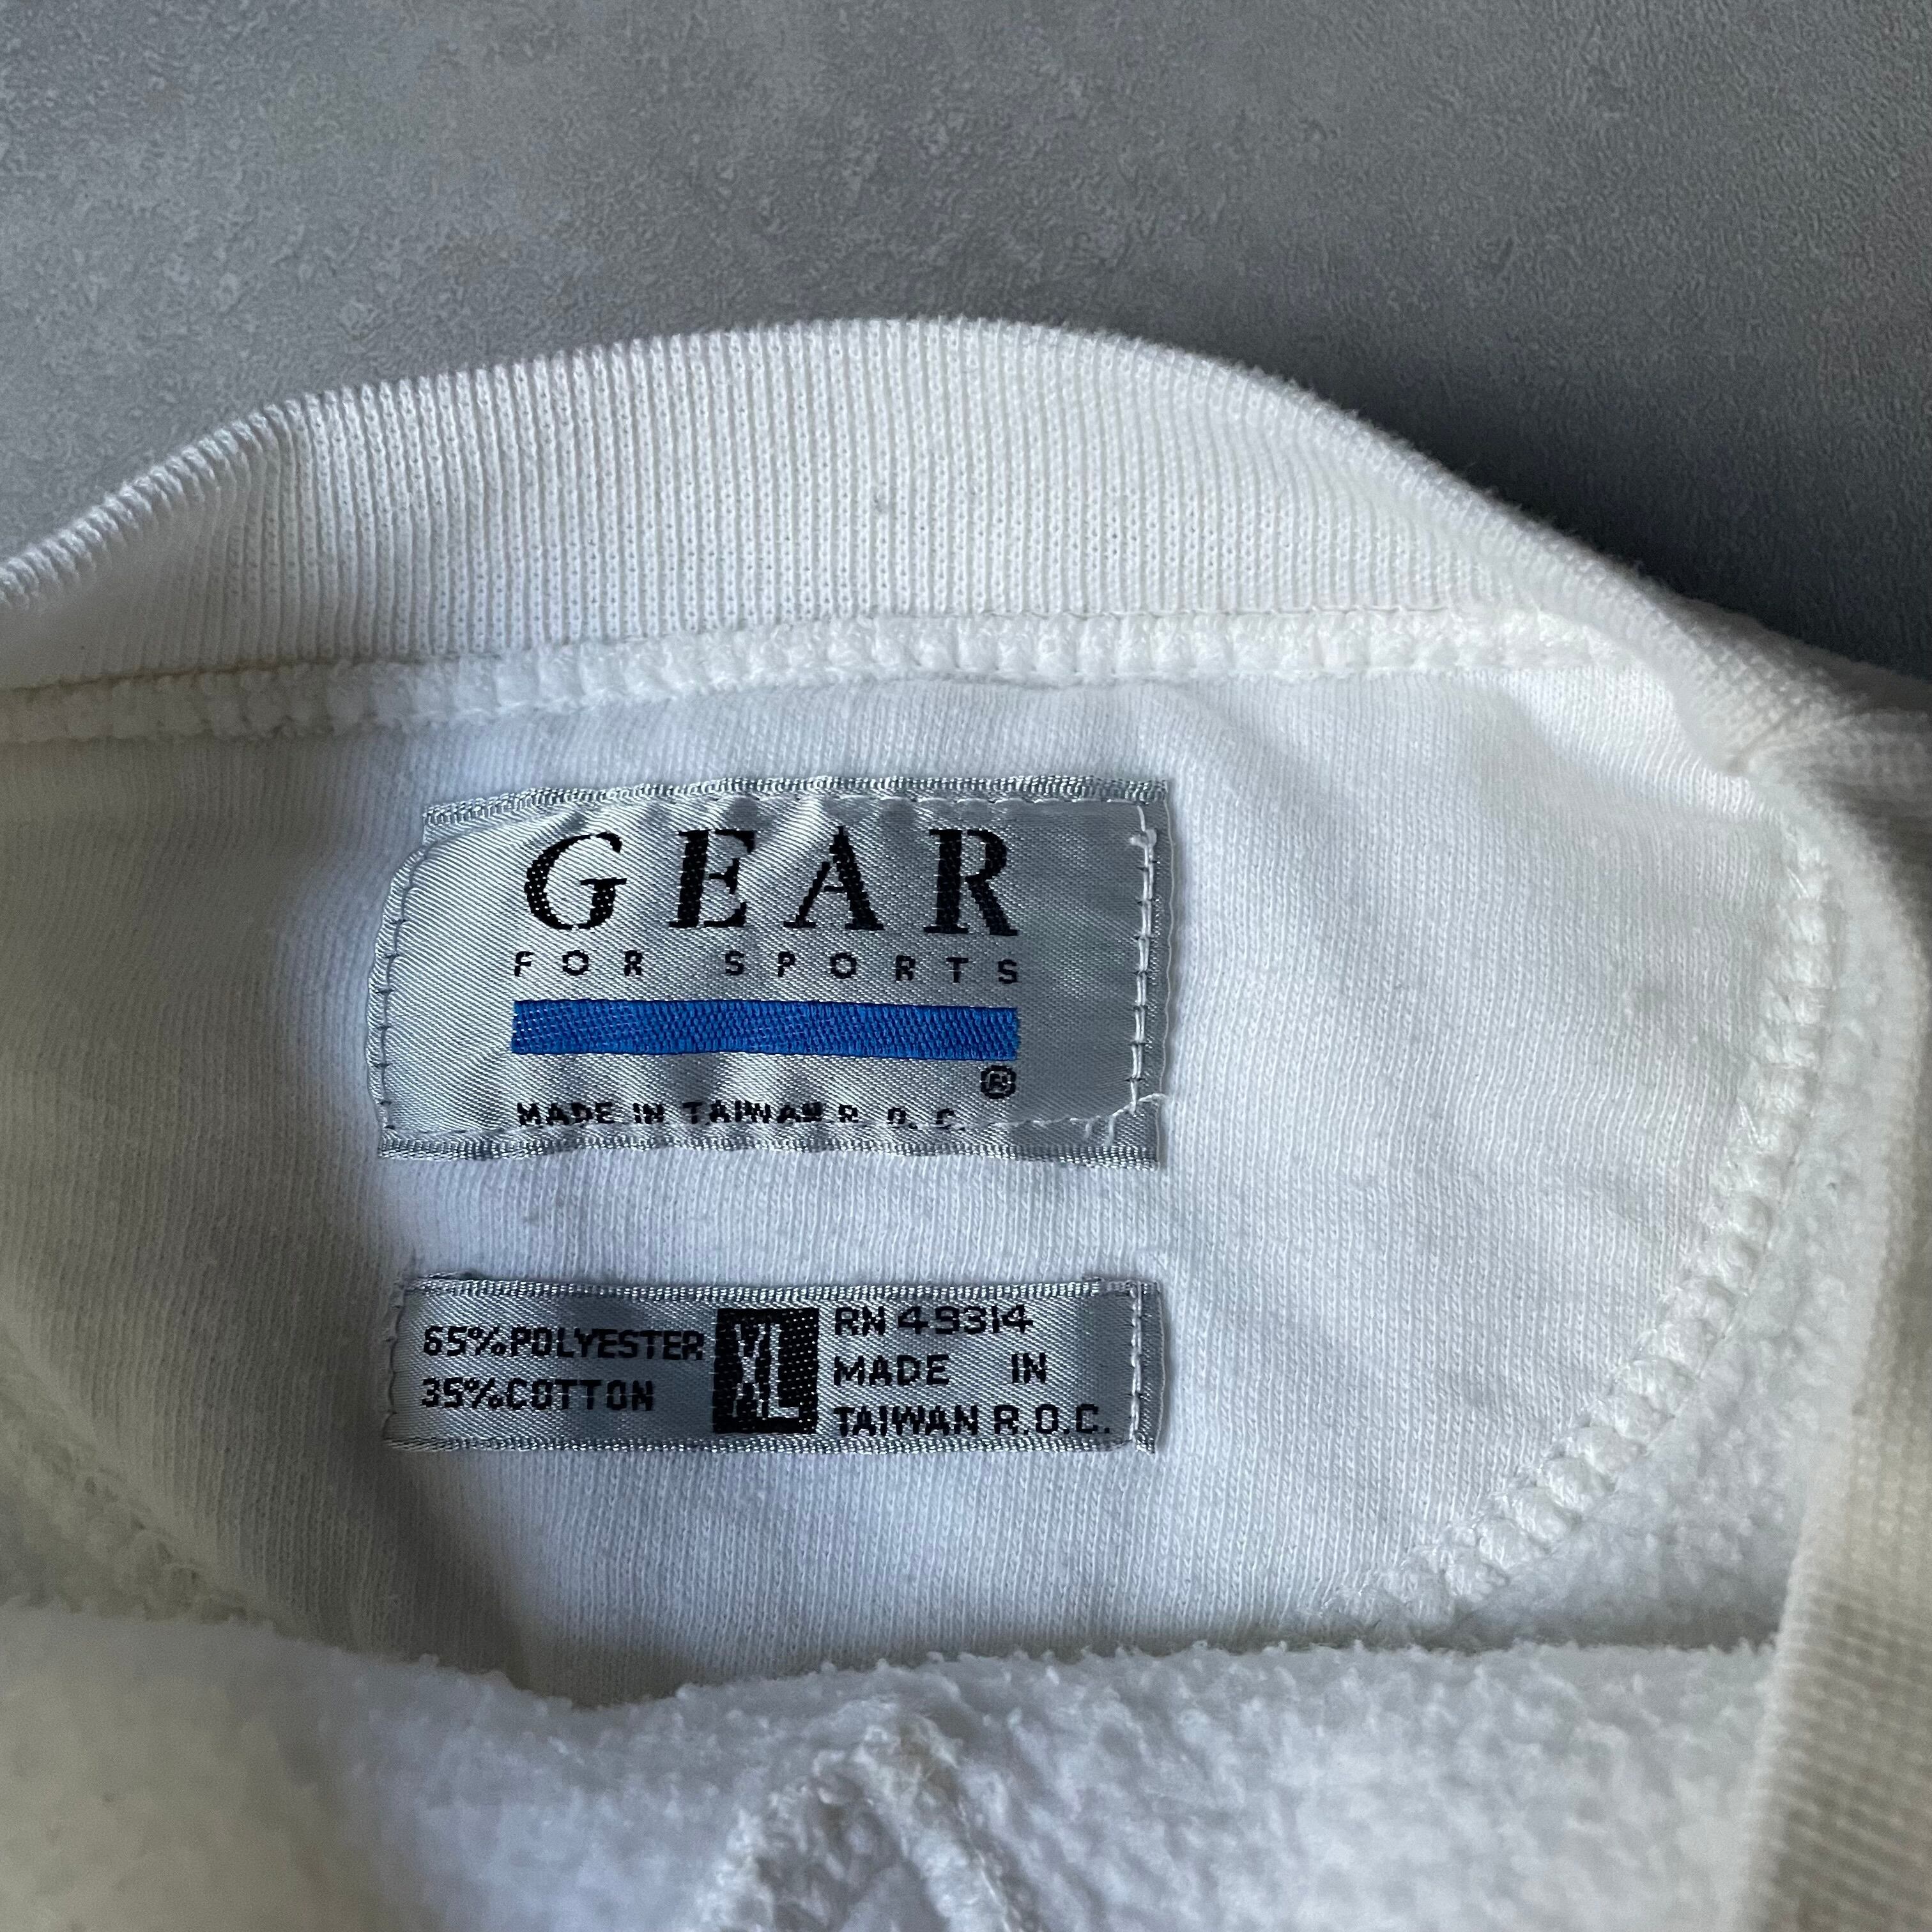 GEAR
FOR SPORTS
®
MADE IN TAIWAN R. O. C.
65%POLYESTER
35%COTTON
XL
RN 49314
MADE IN
TAIWAN R.O.C.